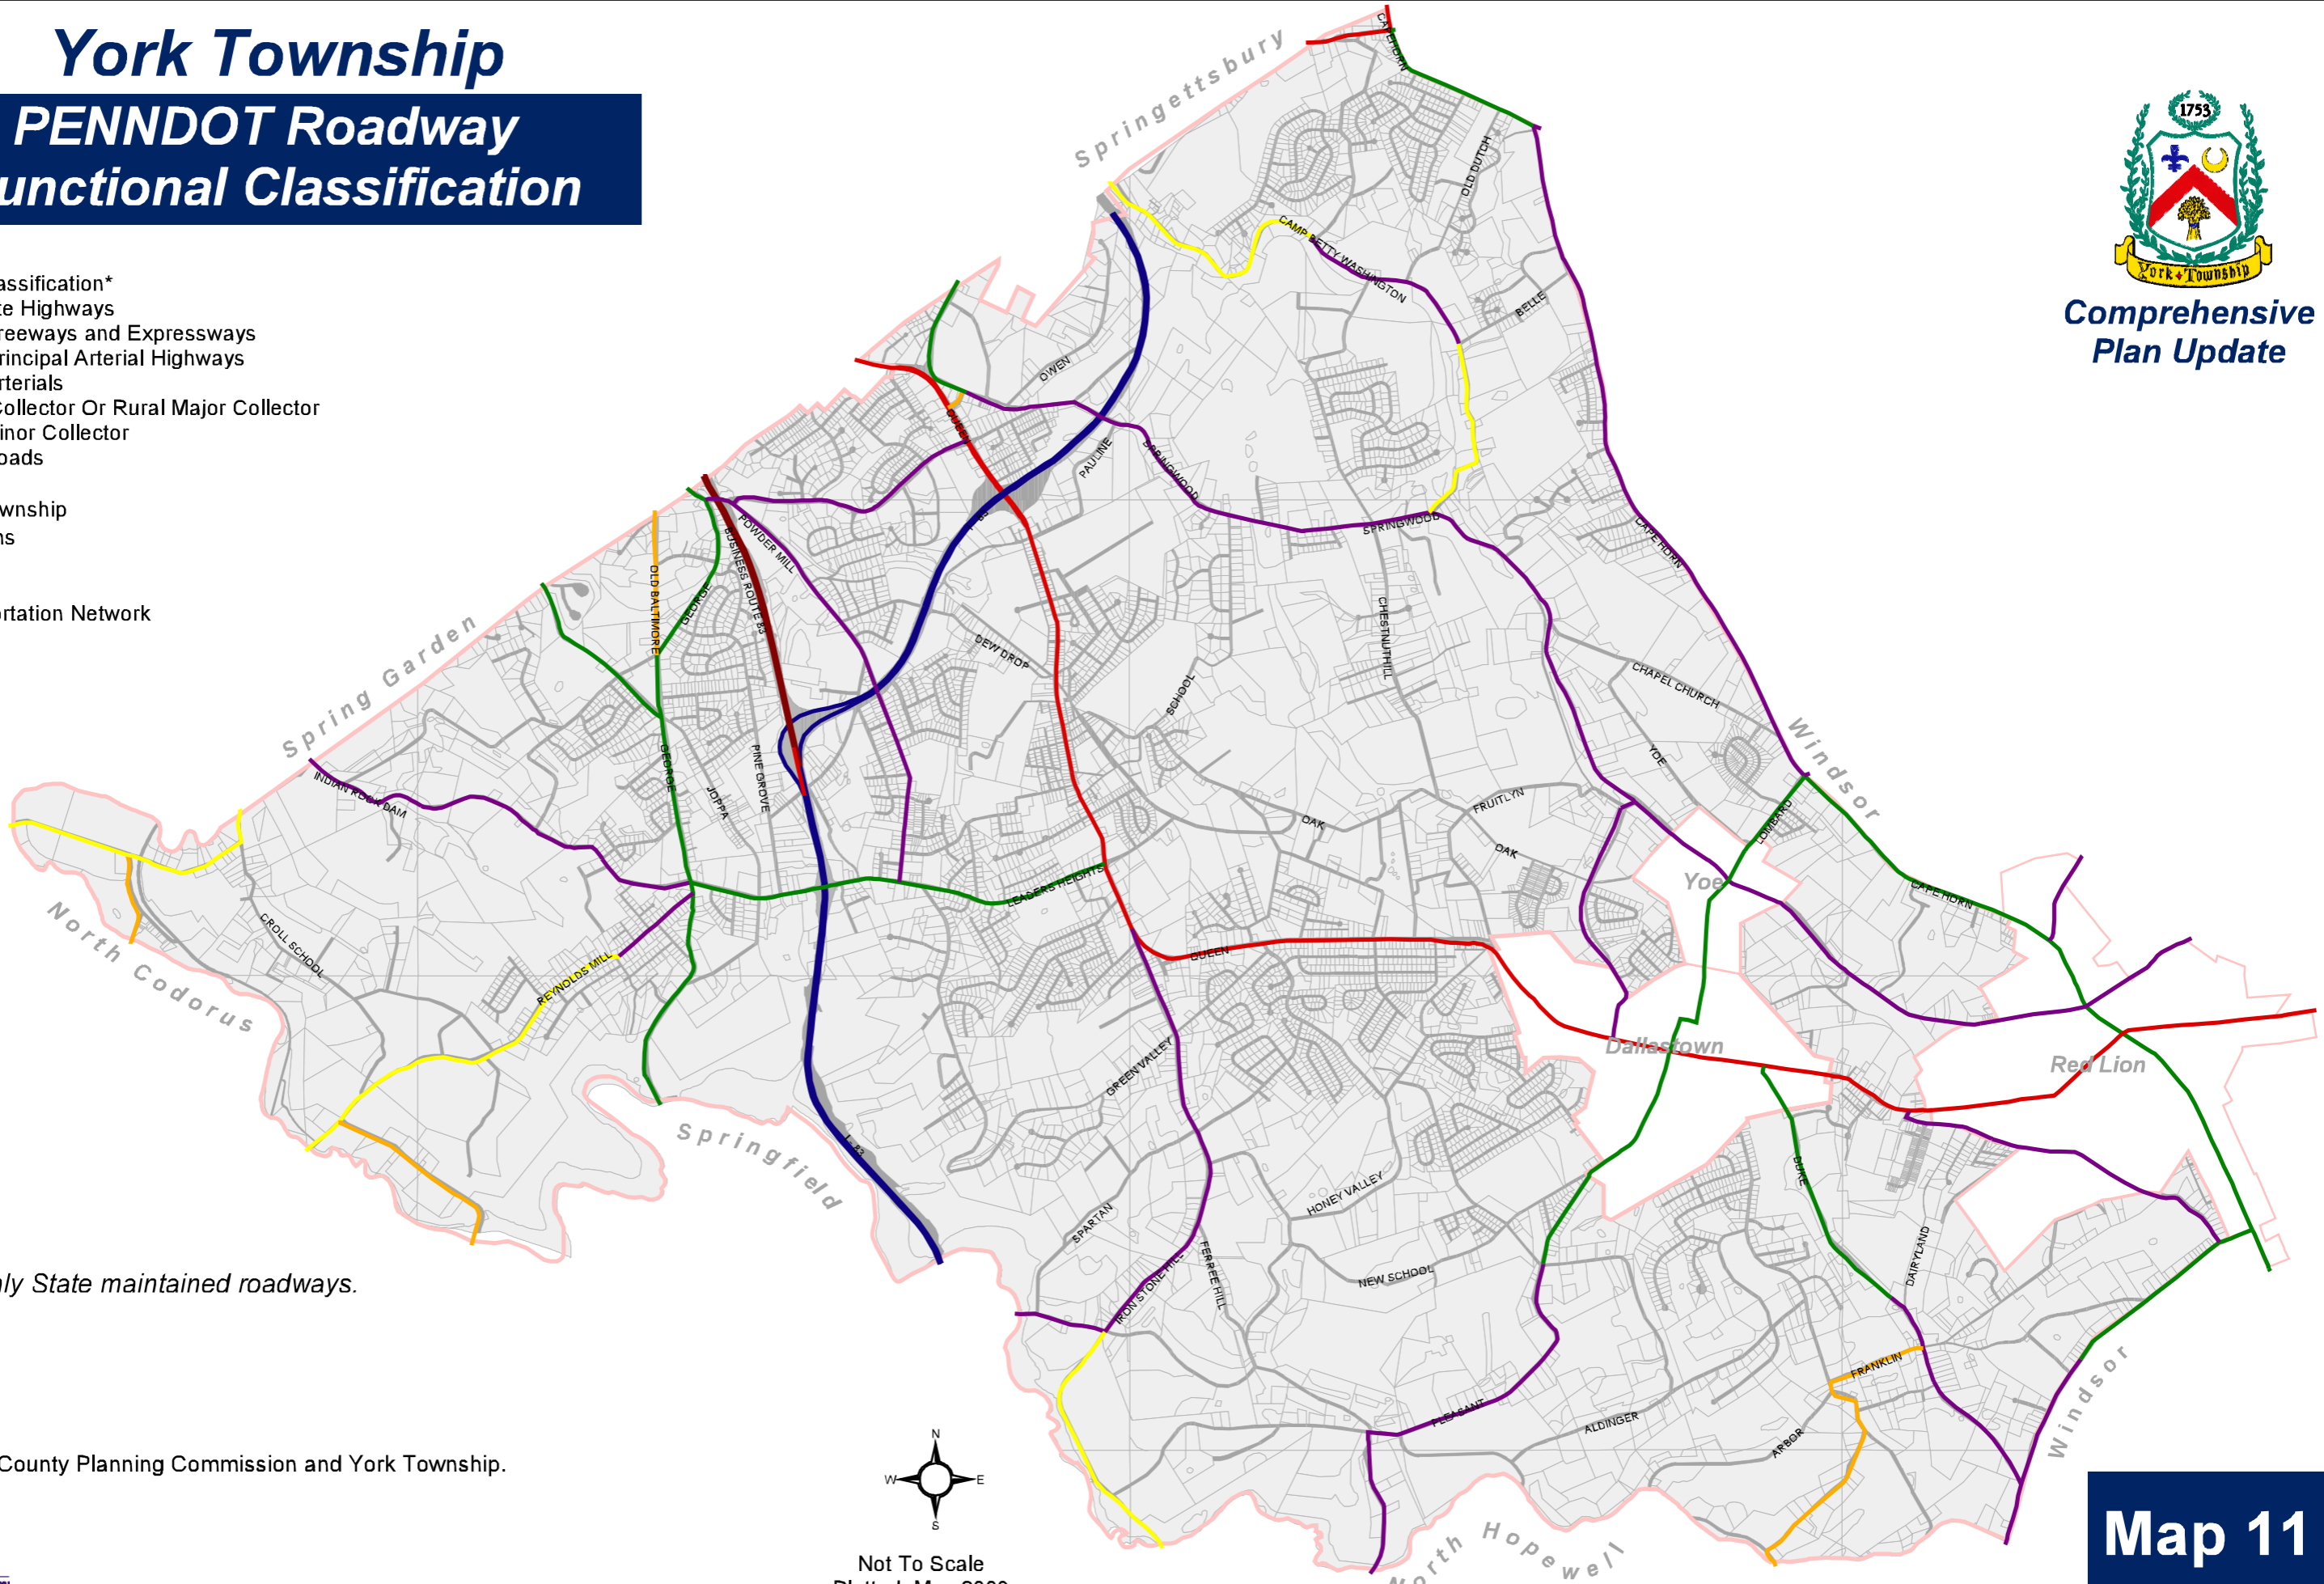 York Township
PENNDOT Roadway
unctional Classification
assification*
te Highways
reeways and Expressways
rincipal Arterial Highways
rterials
Collector Or Rural Major Collector
inor Collector
oads
wnship
ns
rtation Network
1753
York Township
Comprehensive
Plan Update
Springettsbury
CAPE HORN
OLD DUTCH
CAMP BETTY WASHINGTON
BELLE
OWEN
QUEEN
PAULINE
SPRINGWOOD
SPRINGWOOD
CAPE HORN
POWDER MILL
BUSINESS ROUTE 83
OLD BALTIMORE
GEORGE
DEW DROP
CHESTNUT HILL
SCHOOL
CHAPEL CHURCH
YOE
Windsor
Spring Garden
INDIAN ROCK DAM
GEORGE
JOPPA
PINE GROVE
FRUITLYN
OAK
OAK
LOMBARD
Yoe
CAPE HORN
LEADERS HEIGHTS
North Codorus
CROLL SCHOOL
REYNOLDS MILL
QUEEN
Dallastown
Red Lion
GREEN VALLEY
Springfield
I - 83
DUKE
HONEY VALLEY
SPARTAN
FERREE HILL
IRON STONE HILL
NEW SCHOOL
DAIRYLAND
nly State maintained roadways.
FRANKLIN
Windsor
PLEASANT
ALDINGER
ARBOR
County Planning Commission and York Township.
N
W
E
S
North Hopewell
Not To Scale
Map 11